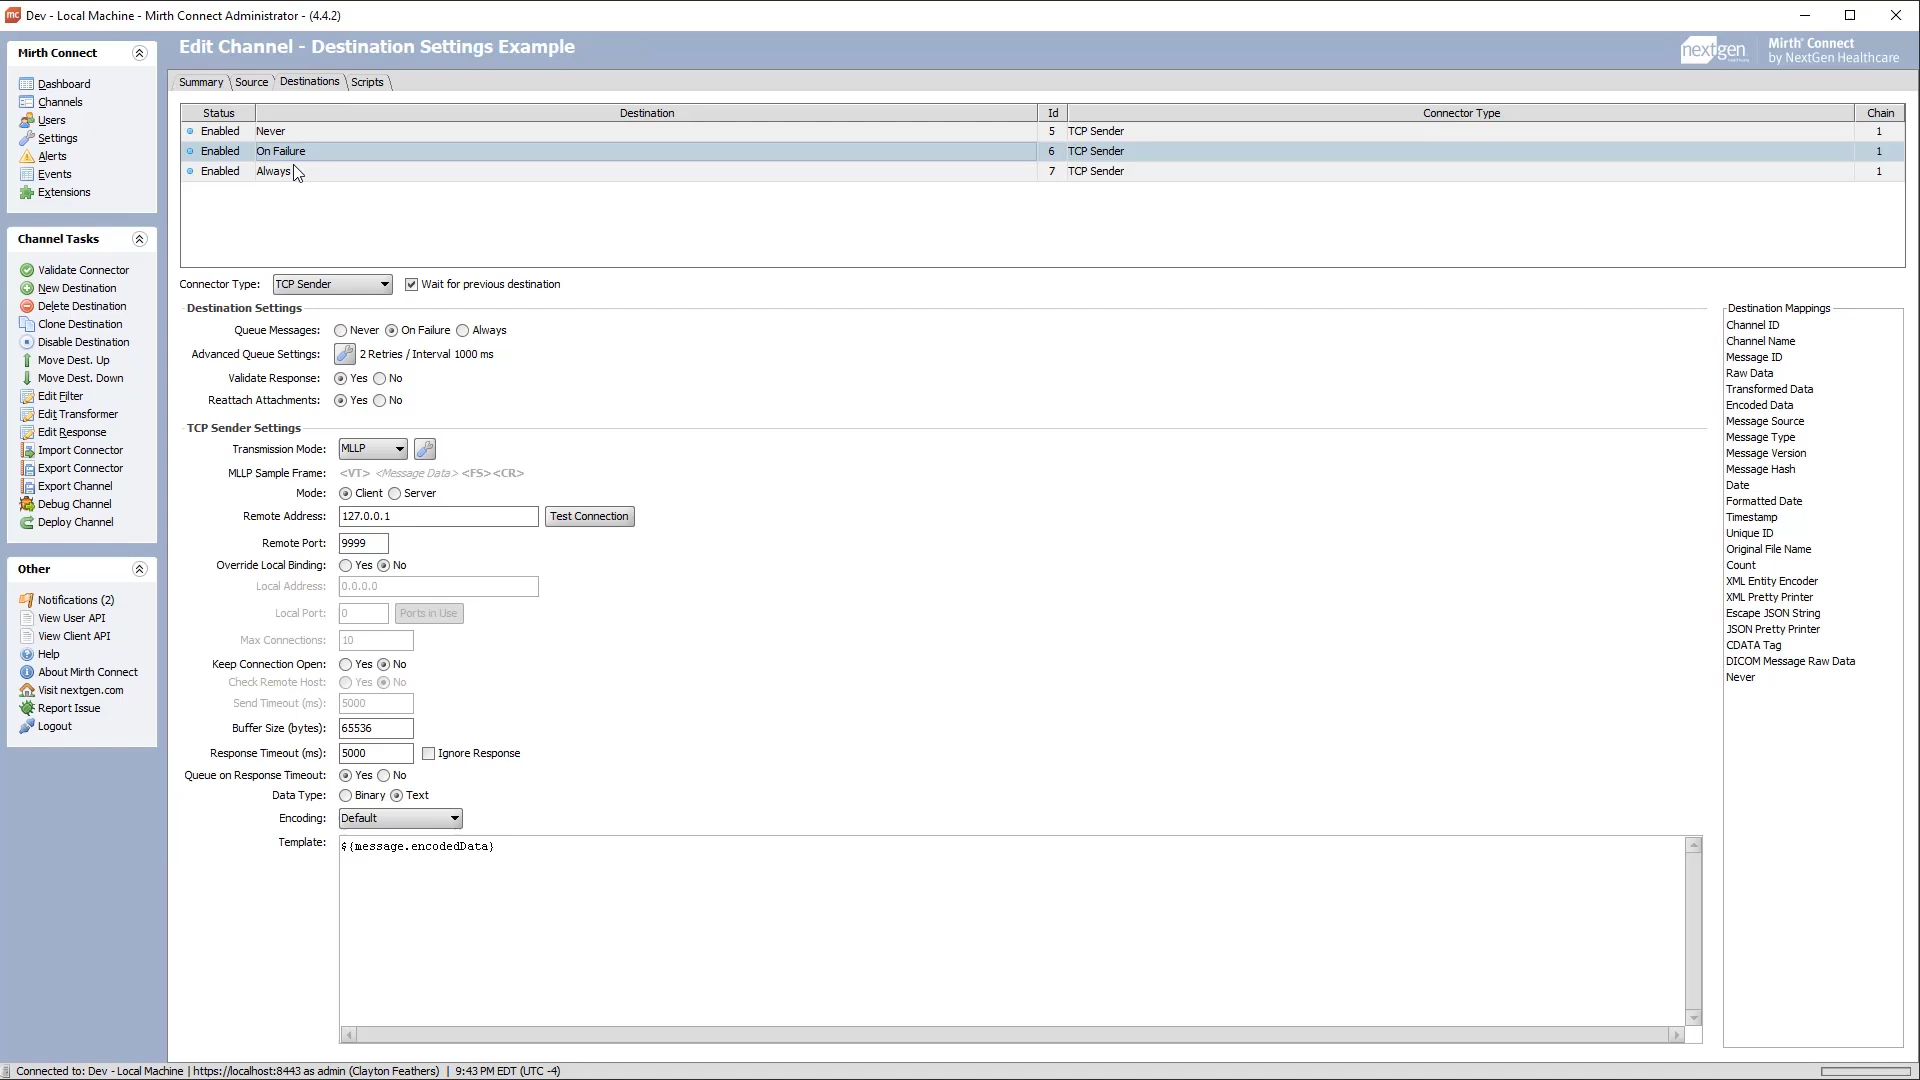 mc Dev - Local Machine - Mirth Connect Administrator - (4.4.2)
Mirth Connect
Dashboard
Channels
Users
Settings
Alerts
Events
Extensions
Channel Tasks
Validate Connector
New Destination
Delete Destination
Clone Destination
Disable Destination
Move Dest. Up
Move Dest. Down
Edit Filter
Edit Transformer
Edit Response
Import Connector
Export Connector
Export Channel
Debug Channel
Deploy Channel
Other
Notifications (2)
View User API
View Client API
Help
About Mirth Connect
Visit nextgen.com
Report Issue
Logout
Edit Channel - Destination Settings Example
nextgen
Mirth® Connect
by NextGen Healthcare
Summary Source Destinations Scripts
Status Destination Id Connector Type Chain
Enabled Never 5 TCP Sender 1
Enabled On Failure 6 TCP Sender 1
Enabled Always 7 TCP Sender 1
Connector Type: TCP Sender Wait for previous destination
Destination Settings
Queue Messages: Never On Failure Always
Advanced Queue Settings: 2 Retries / Interval 1000 ms
Validate Response: Yes No
Reattach Attachments: Yes No
TCP Sender Settings
Transmission Mode: MLLP
MLLP Sample Frame: <VT> <Message Data> <FS><CR>
Mode: Client Server
Remote Address: 127.0.0.1 Test Connection
Remote Port: 9999
Override Local Binding: Yes No
Local Address: 0.0.0.0
Local Port: 0 Ports in Use
Max Connections: 10
Keep Connection Open: Yes No
Check Remote Host: Yes No
Send Timeout (ms): 5000
Buffer Size (bytes): 65536
Response Timeout (ms): 5000 Ignore Response
Queue on Response Timeout: Yes No
Data Type: Binary Text
Encoding: Default
Template: ${message.encodedData}
Destination Mappings
Channel ID
Channel Name
Message ID
Raw Data
Transformed Data
Encoded Data
Message Source
Message Type
Message Version
Message Hash
Date
Formatted Date
Timestamp
Unique ID
Original File Name
Count
XML Entity Encoder
XML Pretty Printer
Escape JSON String
JSON Pretty Printer
CDATA Tag
DICOM Message Raw Data
Never
Connected to: Dev - Local Machine | https://localhost:8443 as admin (Clayton Feathers) | 9:43 PM EDT (UTC -4)